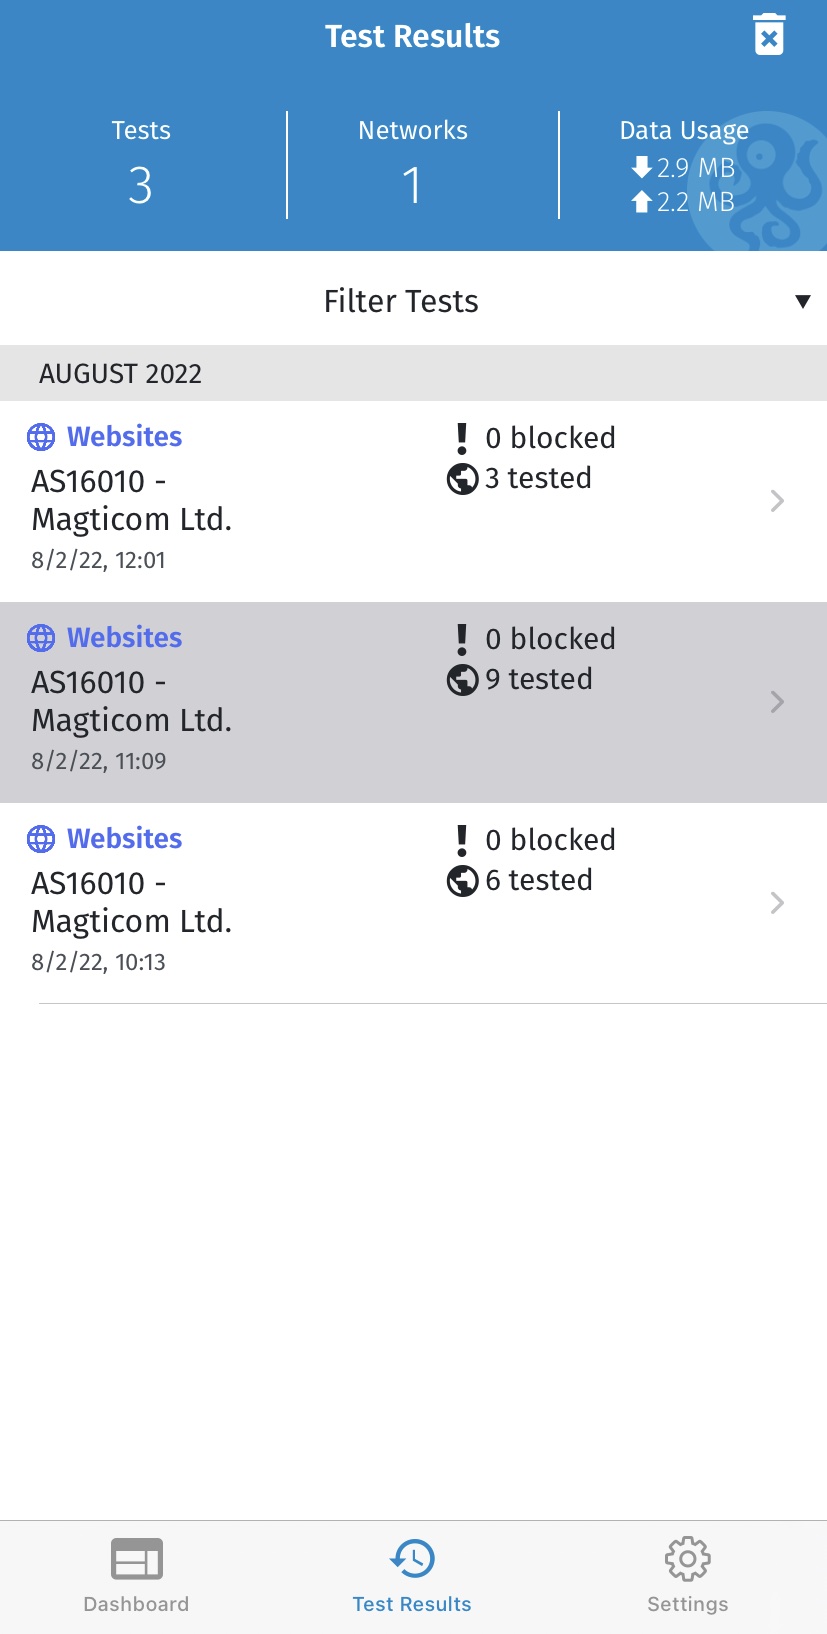 Test Results
Tests
3
Networks
1
Data Usage
2.9 MB
2.2 MB
Filter Tests
AUGUST 2022
Websites
AS16010 -
Magticom Ltd.
8/2/22, 12:01
0 blocked
3 tested
Websites
AS16010 -
Magticom Ltd.
8/2/22, 11:09
0 blocked
9 tested
Websites
AS16010 -
Magticom Ltd.
8/2/22, 10:13
0 blocked
6 tested
Dashboard
Test Results
Settings